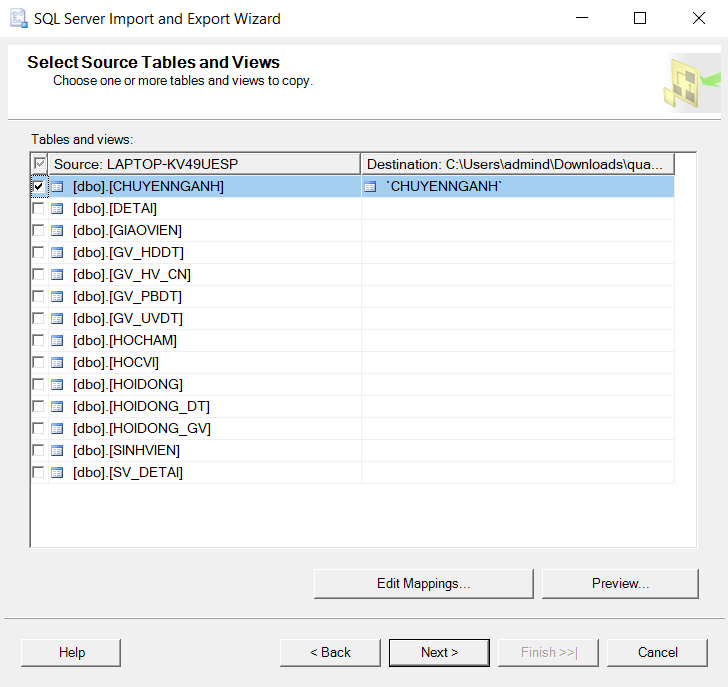 SQL Server Import and Export Wizard
Select Source Tables and Views
Choose one or more tables and views to copy.
Tables and views:
Source: LAPTOP-KV49UESP Destination: C:\Users\admind\Downloads\qua...
[dbo].[CHUYENNGANH] `CHUYENNGANH`
[dbo].[DETAI]
[dbo].[GIAOVIEN]
[dbo].[GV_HDDT]
[dbo].[GV_HV_CN]
[dbo].[GV_PBDT]
[dbo].[GV_UVDT]
[dbo].[HOCHAM]
[dbo].[HOCVI]
[dbo].[HOIDONG]
[dbo].[HOIDONG_DT]
[dbo].[HOIDONG_GV]
[dbo].[SINHVIEN]
[dbo].[SV_DETAI]
Edit Mappings... Preview...
Help < Back Next > Finish >>| Cancel